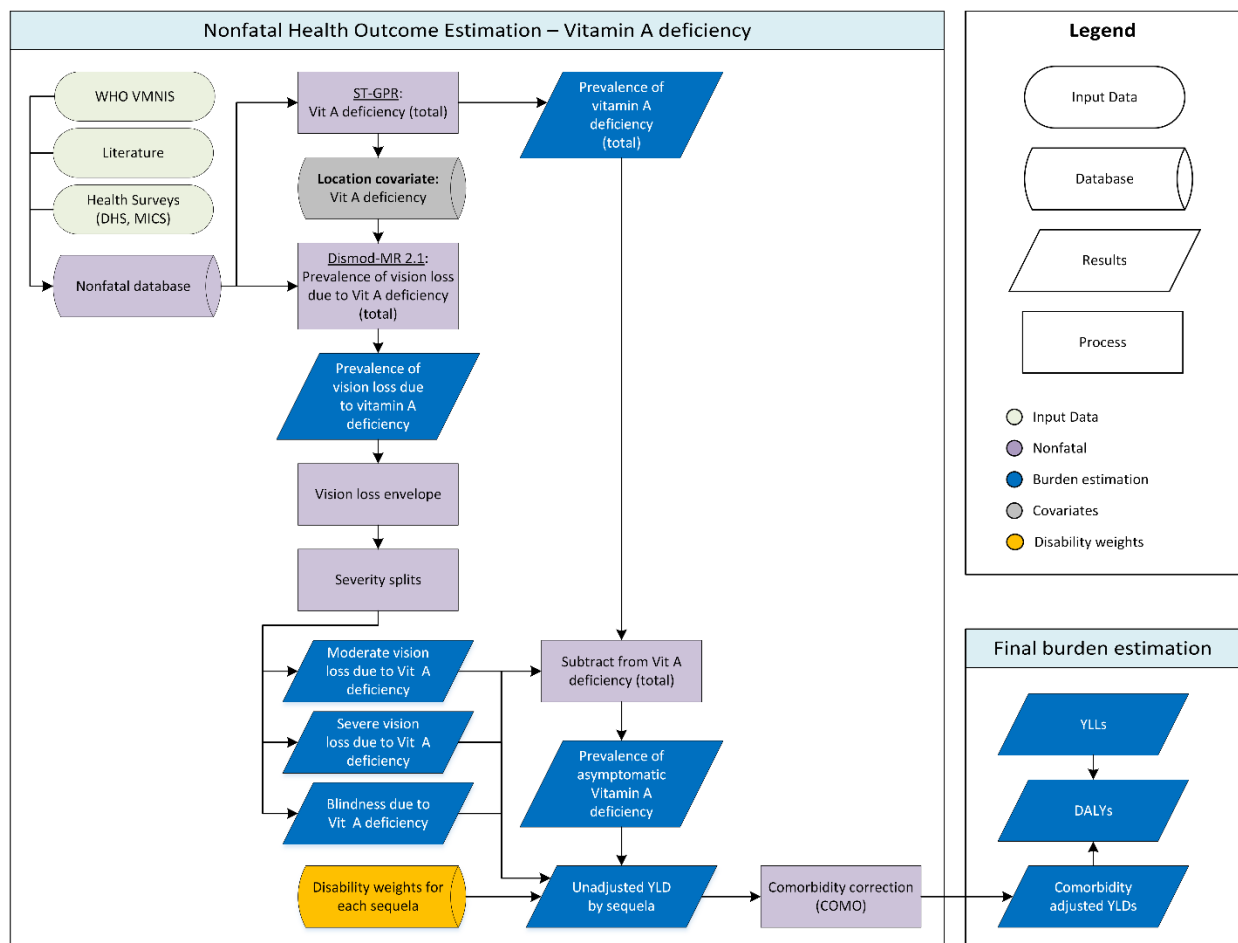 Nonfatal Health Outcome Estimation – Vitamin A deficiency
WHO VMNIS
Literature
Health Surveys
(DHS, MICS)
Nonfatal database
ST-GPR:
Vit A deficiency (total)
Location covariate:
Vit A deficiency
Dismod-MR 2.1:
Prevalence of vision loss
due to Vit A deficiency
(total)
Prevalence of
vitamin A
deficiency
(total)
Prevalence of
vision loss due
to vitamin A
deficiency
Vision loss envelope
Severity splits
Moderate vision
loss due to Vit A
deficiency
Severe vision
loss due to Vit A
deficiency
Blindness due to
Vit A deficiency
Disability weights for
each sequela
Subtract from Vit A
deficiency (total)
Prevalence of
asymptomatic
Vitamin A
deficiency
Unadjusted YLD
by sequela
Comorbidity correction
(COMO)
Legend
Input Data
Database
Results
Process
Input Data
Nonfatal
Burden estimation
Covariates
Disability weights
Final burden estimation
YLLs
DALYs
Comorbidity
adjusted YLDs